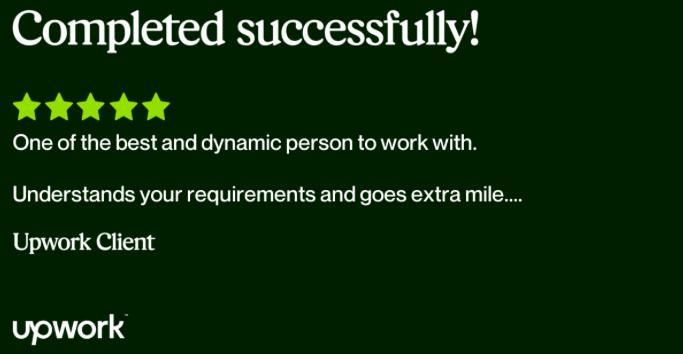 Completed successfully!
One of the best and dynamic person to work with.
Understands your requirements and goes extra mile....
Upwork Client
upwork™